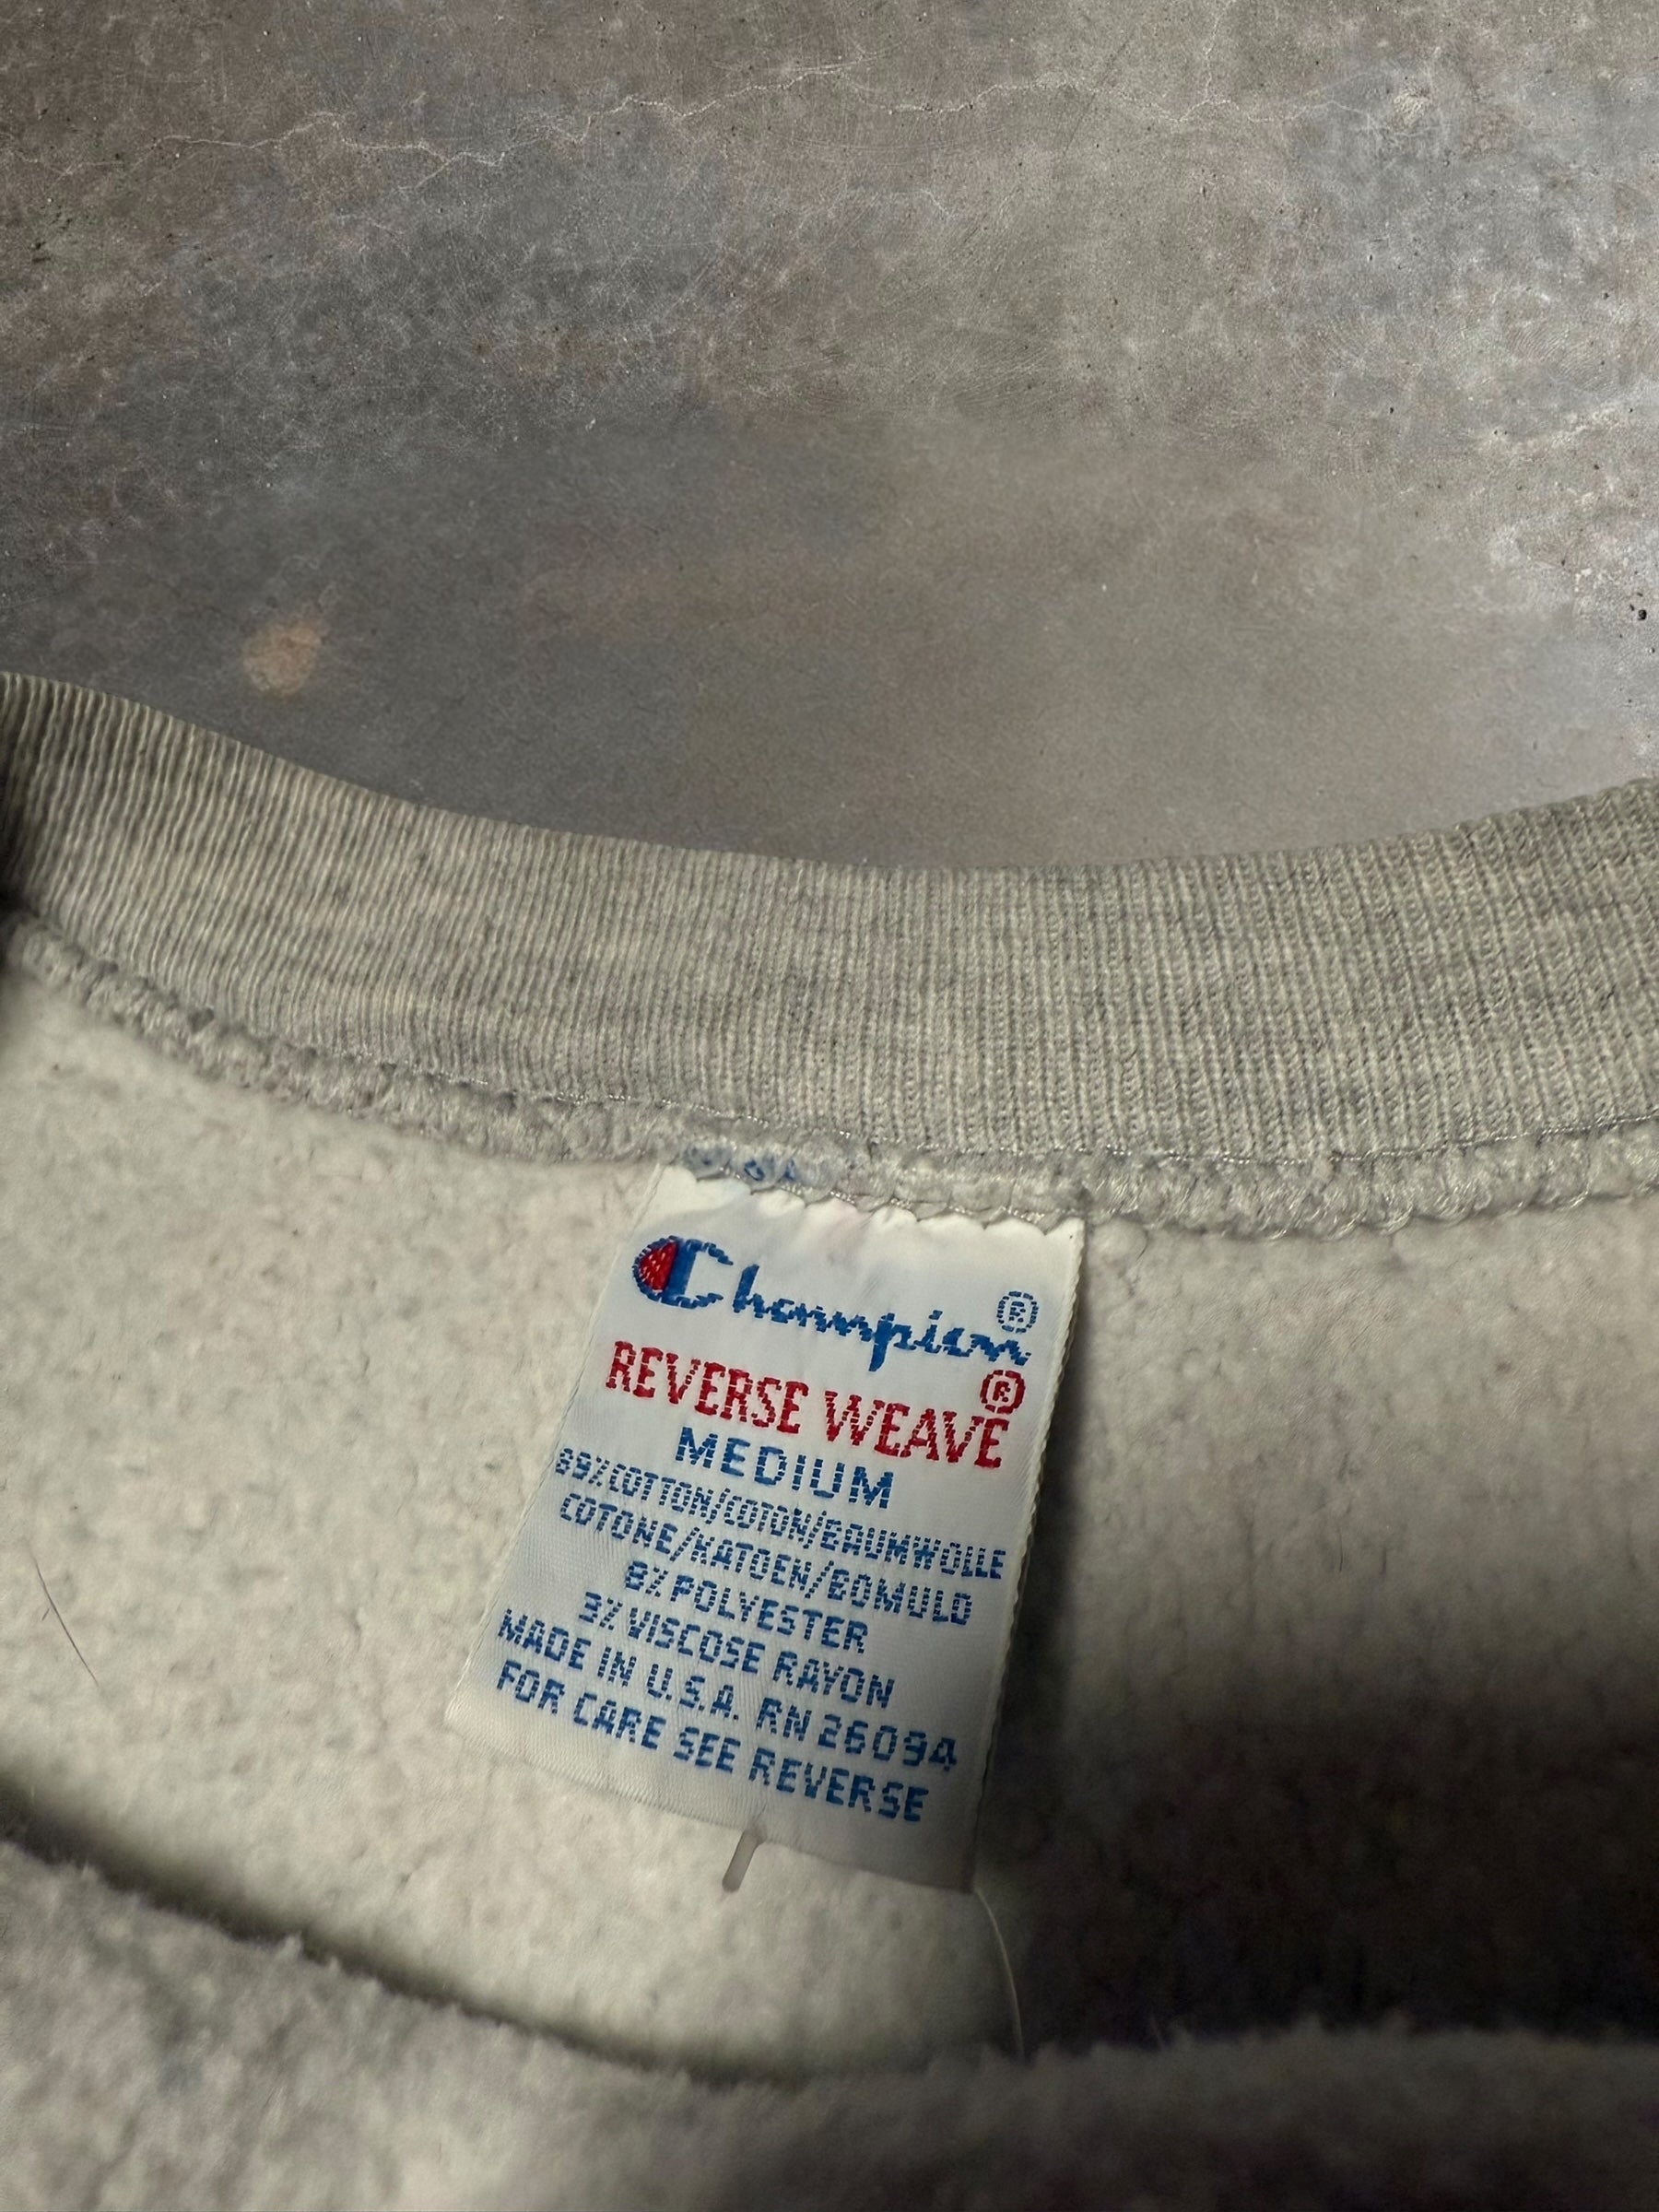 Champion®
REVERSE WEAVE®
MEDIUM
89% COTTON/COTON/BAUMWOLLE
COTONE/KATOEN/BOMULD
8% POLYESTER
3% VISCOSE RAYON
MADE IN U.S.A. RN 26094
FOR CARE SEE REVERSE